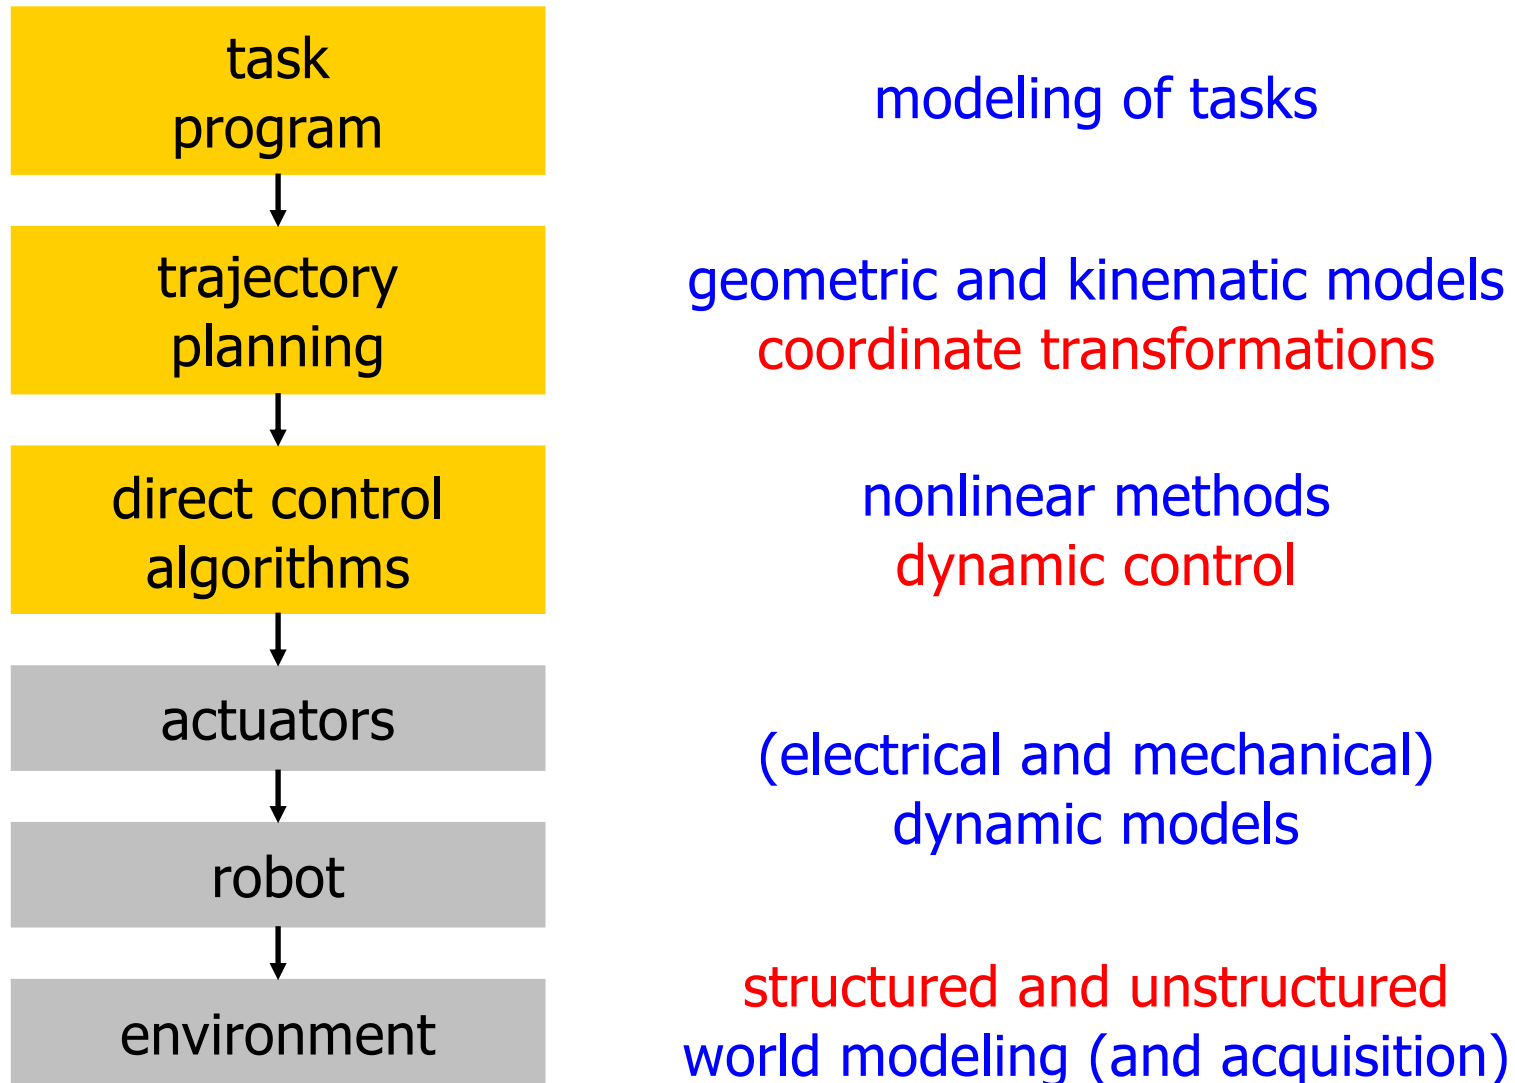 task
program
modeling of tasks
trajectory
planning
geometric and kinematic models
coordinate transformations
direct control
algorithms
nonlinear methods
dynamic control
actuators
(electrical and mechanical)
dynamic models
robot
environment
structured and unstructured
world modeling (and acquisition)